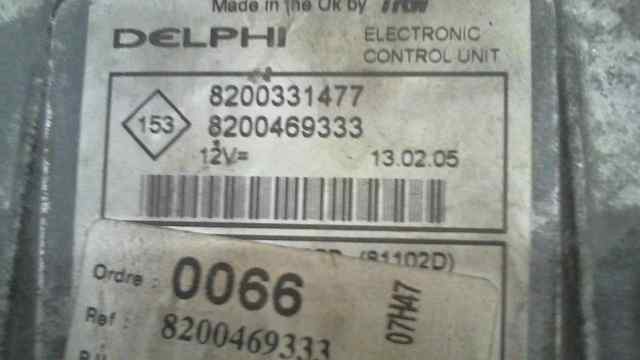 Made in the UK by TRW
DELPHI
ELECTRONIC
CONTROL UNIT
8200331477
153
8200469333
12V=
13.02.05
(81102D)
Ordre : 0066
07H47
Ref : 8200469333